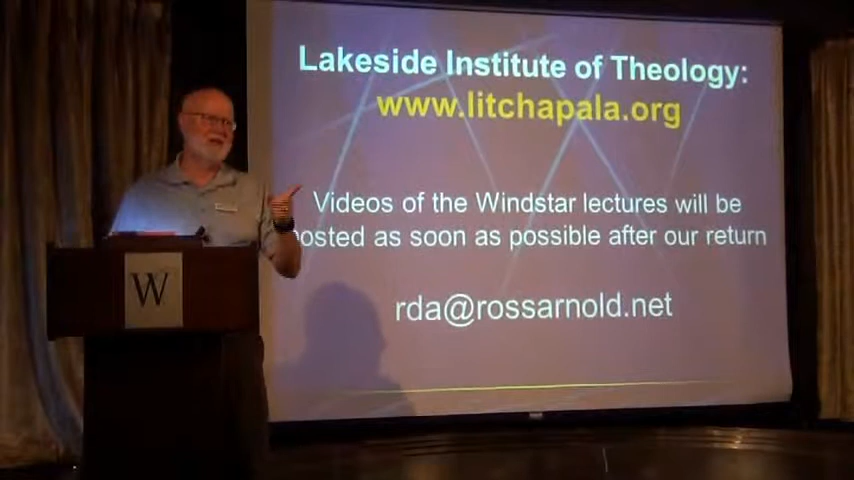 Lakeside Institute of Theology:
www.litchapala.org
Videos of the Windstar lectures will be
posted as soon as possible after our return
rda@rossarnold.net
W